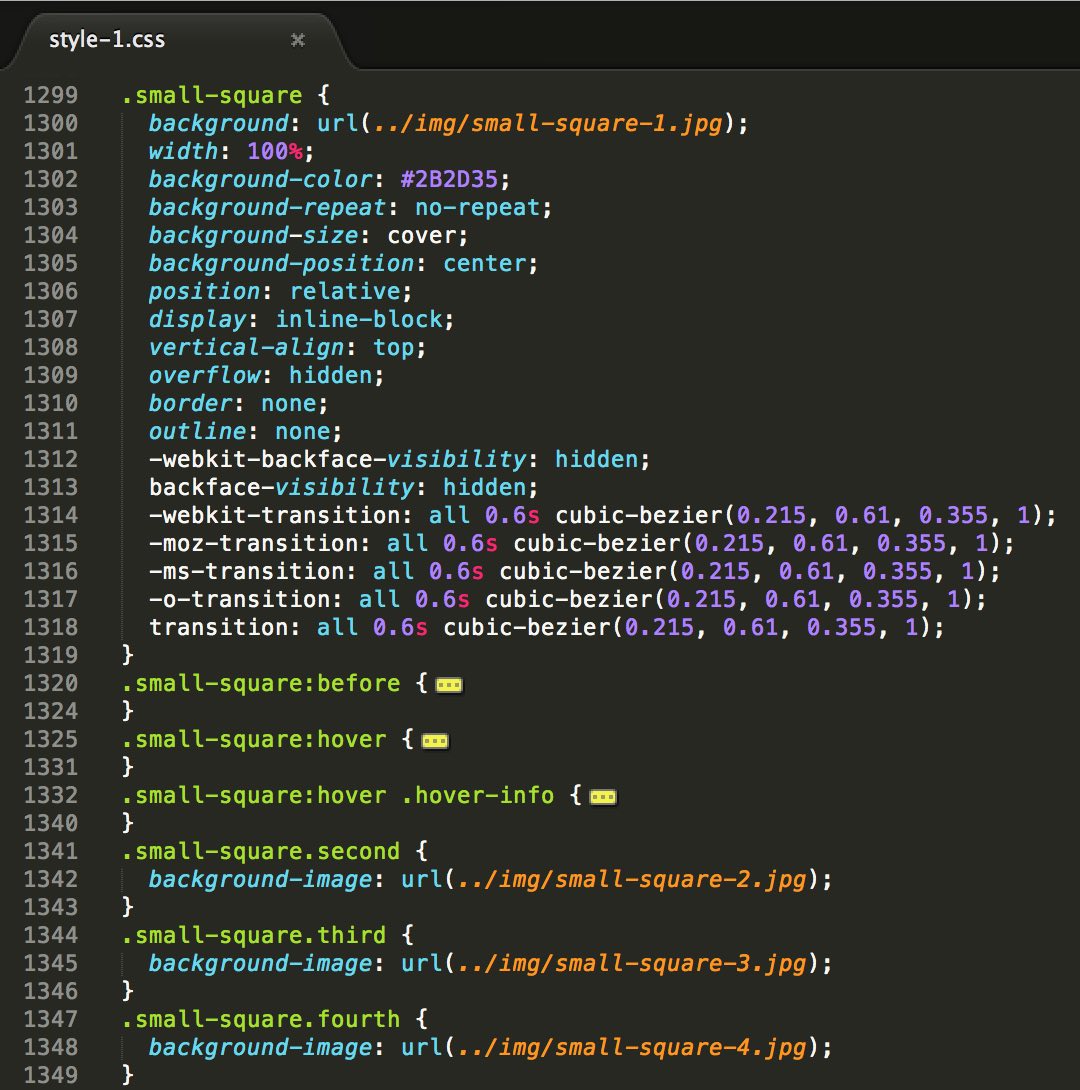 style-1.css ×
1299 .small-square {
1300 background: url(../img/small-square-1.jpg);
1301 width: 100%;
1302 background-color: #2B2D35;
1303 background-repeat: no-repeat;
1304 background-size: cover;
1305 background-position: center;
1306 position: relative;
1307 display: inline-block;
1308 vertical-align: top;
1309 overflow: hidden;
1310 border: none;
1311 outline: none;
1312 -webkit-backface-visibility: hidden;
1313 backface-visibility: hidden;
1314 -webkit-transition: all 0.6s cubic-bezier(0.215, 0.61, 0.355, 1);
1315 -moz-transition: all 0.6s cubic-bezier(0.215, 0.61, 0.355, 1);
1316 -ms-transition: all 0.6s cubic-bezier(0.215, 0.61, 0.355, 1);
1317 -o-transition: all 0.6s cubic-bezier(0.215, 0.61, 0.355, 1);
1318 transition: all 0.6s cubic-bezier(0.215, 0.61, 0.355, 1);
1319 }
1320 .small-square:before { ...
1324 }
1325 .small-square:hover { ...
1331 }
1332 .small-square:hover .hover-info { ...
1340 }
1341 .small-square.second {
1342 background-image: url(../img/small-square-2.jpg);
1343 }
1344 .small-square.third {
1345 background-image: url(../img/small-square-3.jpg);
1346 }
1347 .small-square.fourth {
1348 background-image: url(../img/small-square-4.jpg);
1349 }